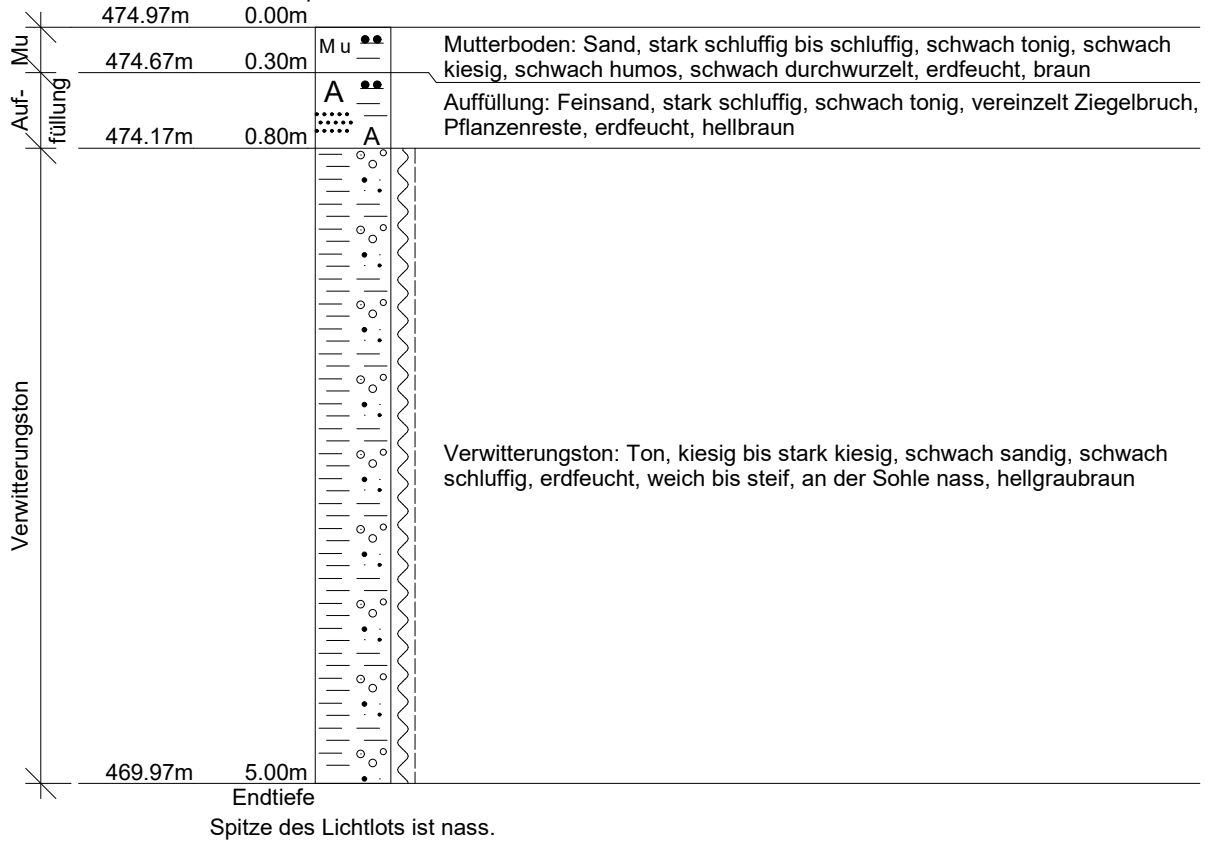 474.97m 0.00m
Mu
Mu
Mutterboden: Sand, stark schluffig bis schluffig, schwach tonig, schwach
kiesig, schwach humos, schwach durchwurzelt, erdfeucht, braun
474.67m 0.30m
Auf-
füllung
A
A
Auffüllung: Feinsand, stark schluffig, schwach tonig, vereinzelt Ziegelbruch,
Pflanzenreste, erdfeucht, hellbraun
474.17m 0.80m
Verwitterungston
Verwitterungston: Ton, kiesig bis stark kiesig, schwach sandig, schwach
schluffig, erdfeucht, weich bis steif, an der Sohle nass, hellgraubraun
469.97m 5.00m
Endtiefe
Spitze des Lichtlots ist nass.